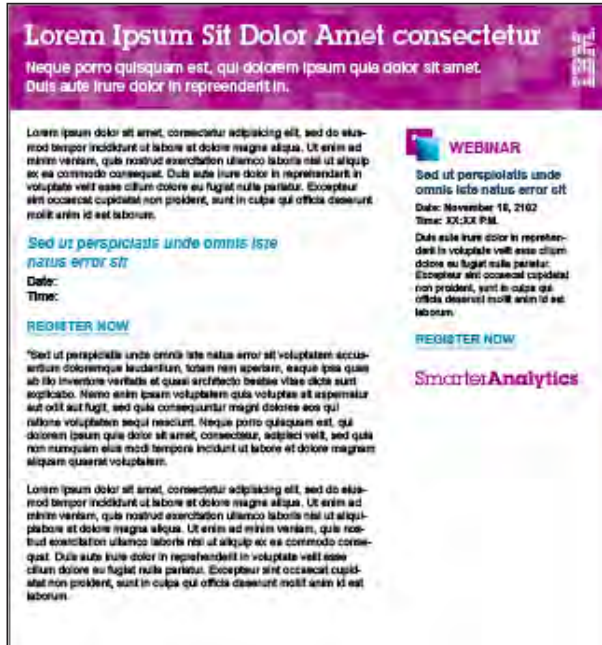 Lorem Ipsum Sit Dolor Amet consectetur
Neque porro quisquam est, qui dolorem ipsum quia dolor sit amet.
Duis aute irure dolor in repreenderit in.
IBM
Lorem ipsum dolor sit amet, consectetur adipisicing elit, sed do eius-
mod tempor incididunt ut labore et dolore magna aliqua. Ut enim ad
minim veniam, quis nostrud exercitation ullamco laboris nisi ut aliquip
ex ea commodo consequat. Duis aute irure dolor in reprehenderit in
voluptate velit esse cillum dolore eu fugiat nulla pariatur. Excepteur
sint occaecat cupidatat non proident, sunt in culpa qui officia deserunt
mollit anim id est laborum.
Sed ut perspiciatis unde omnis iste
natus error sit
Date:
Time:
REGISTER NOW
"Sed ut perspiciatis unde omnis iste natus error sit voluptatem accus-
antium doloremque laudantium, totam rem aperiam, eaque ipsa quae
ab illo inventore veritatis et quasi architecto beatae vitae dicta sunt
explicabo. Nemo enim ipsam voluptatem quia voluptas sit aspernatur
aut odit aut fugit, sed quia consequuntur magni dolores eos qui
ratione voluptatem sequi nesciunt. Neque porro quisquam est, qui
dolorem ipsum quia dolor sit amet, consectetur, adipisci velit, sed quia
non numquam eius modi tempora incidunt ut labore et dolore magnam
aliquam quaerat voluptatem.
Lorem ipsum dolor sit amet, consectetur adipisicing elit, sed do eius-
mod tempor incididunt ut labore et dolore magna aliqua. Ut enim ad
minim veniam, quis nostrud exercitation ullamco laboris nisi ut aliqui-
plabore et dolore magna aliqua. Ut enim ad minim veniam, quis nos-
trud exercitation ullamco laboris nisi ut aliquip ex ea commodo conse-
quat. Duis aute irure dolor in reprehenderit in voluptate velit esse
cillum dolore eu fugiat nulla pariatur. Excepteur sint occaecat cupid-
atat non proident, sunt in culpa qui officia deserunt mollit anim id est
laborum.
WEBINAR
Sed ut perspiciatis unde
omnis iste natus error sit
Date: November 18, 2102
Time: XX:XX P.M.
Duis aute irure dolor in reprehen-
derit in voluptate velit esse cillum
dolore eu fugiat nulla pariatur.
Excepteur sint occaecat cupidatat
non proident, sunt in culpa qui
officia deserunt mollit anim id est
laborum.
REGISTER NOW
SmarterAnalytics